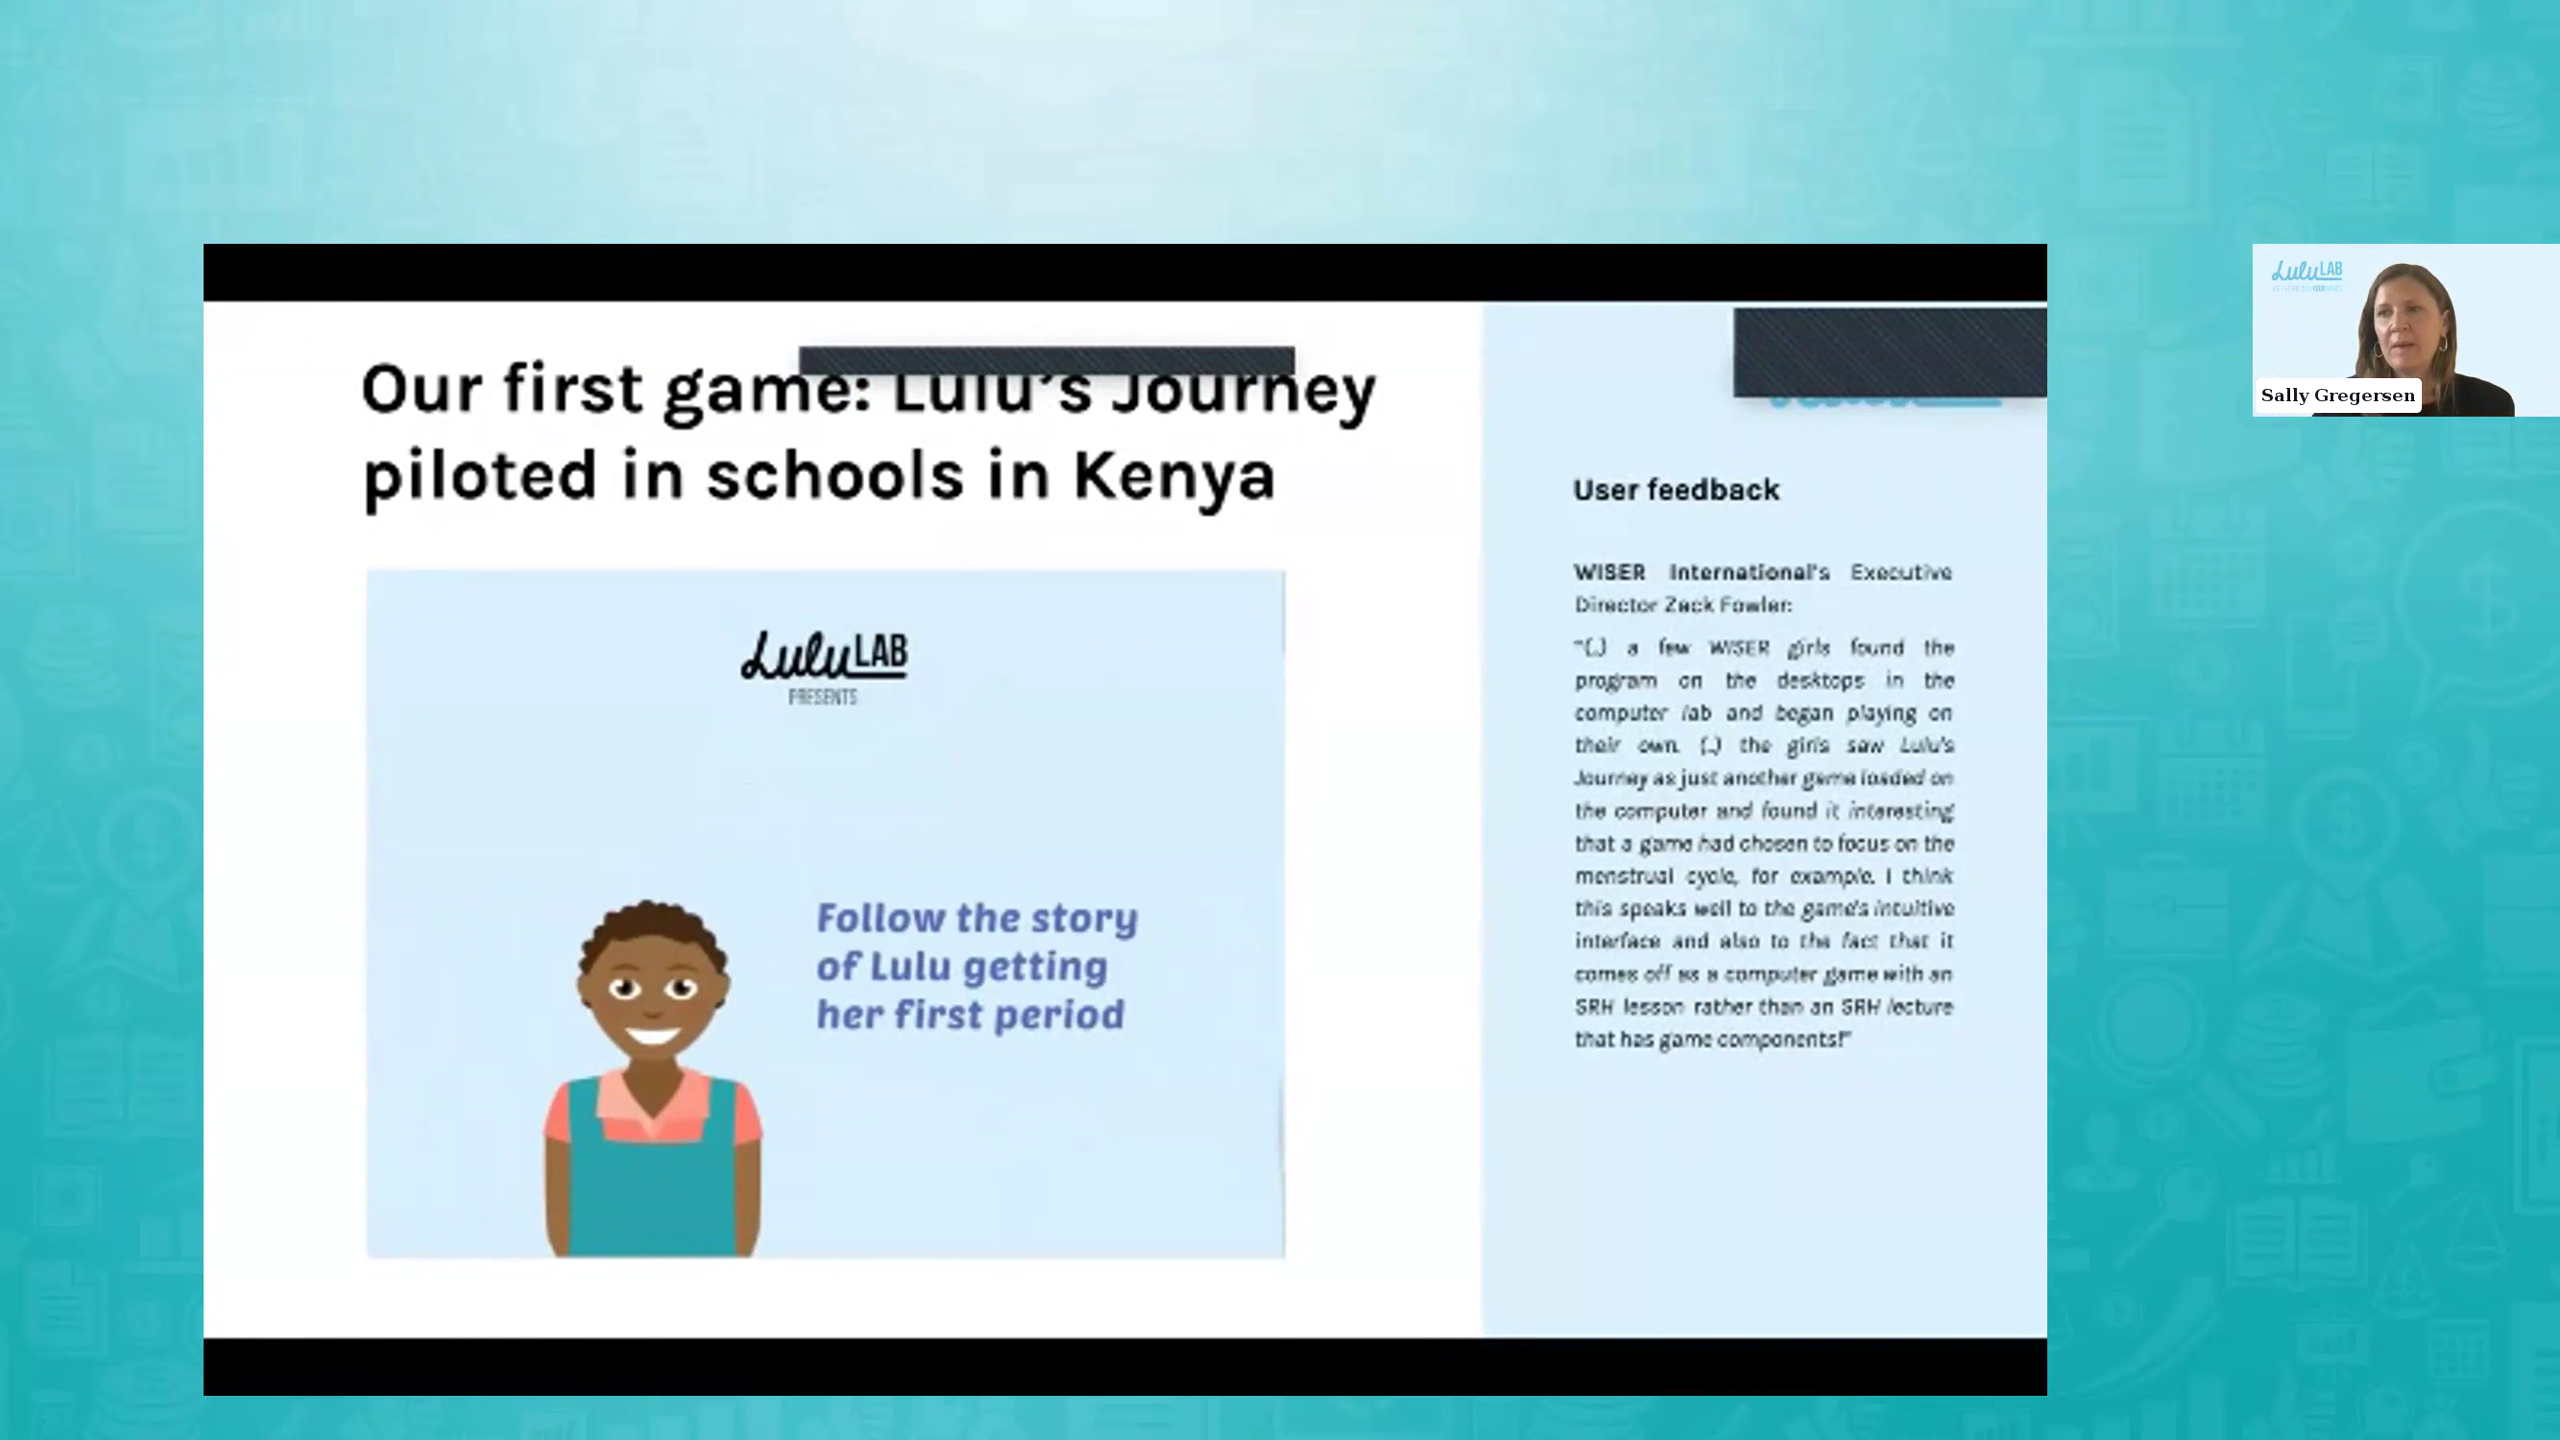 Our first game: Lulu's Journey
piloted in schools in Kenya
LuluLAB
PRESENTS
Follow the story
of Lulu getting
her first period
User feedback
WISER International's Executive
Director Zack Fowler:
"(..) a few WISER girls found the
program on the desktops in the
computer lab and began playing on
their own. (..) the girls saw Lulu's
Journey as just another game loaded on
the computer and found it interesting
that a game had chosen to focus on the
menstrual cycle, for example. I think
this speaks well to the game's intuitive
interface and also to the fact that it
comes off as a computer game with an
SRH lesson rather than an SRH lecture
that has game components!"
LuluLAB
Sally Gregersen